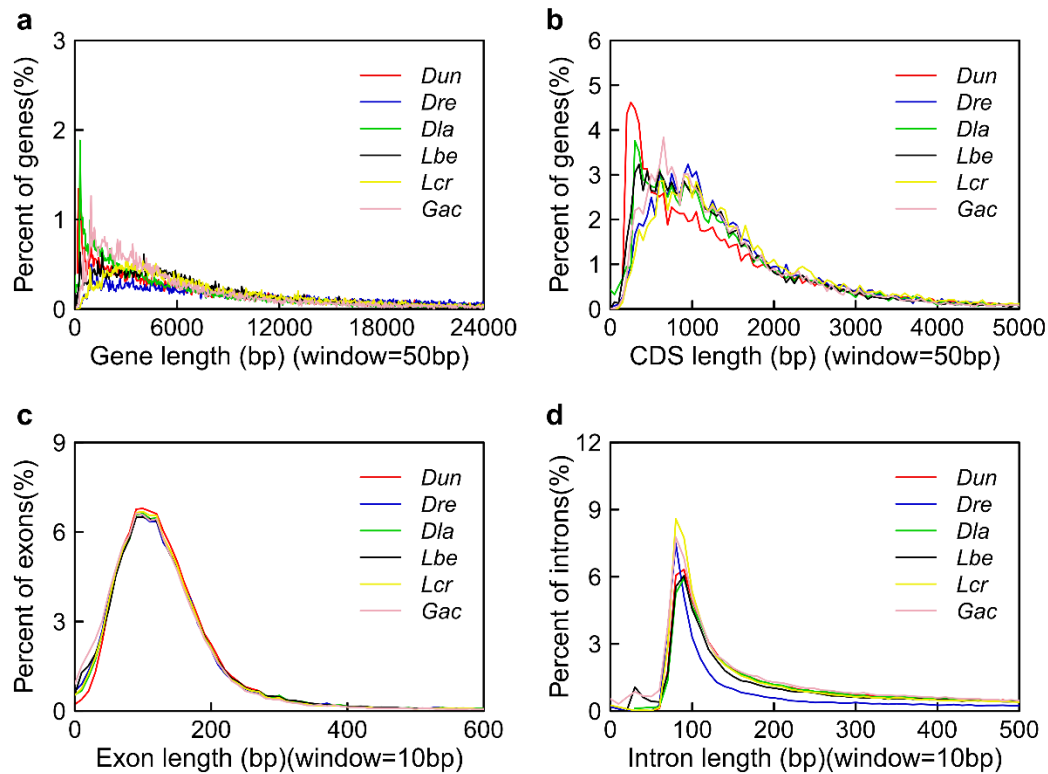 a
3
2
1
0
Percent of genes(%)
Dun
Dre
Dla
Lbe
Lcr
Gac
0 6000 12000 18000 24000
Gene length (bp) (window=50bp)
b
6
5
4
3
2
1
0
Percent of genes(%)
Dun
Dre
Dla
Lbe
Lcr
Gac
0 1000 2000 3000 4000 5000
CDS length (bp) (window=50bp)
c
9
6
3
0
Percent of exons(%)
Dun
Dre
Dla
Lbe
Lcr
Gac
0 200 400 600
Exon length (bp)(window=10bp)
d
12
9
6
3
0
Percent of introns(%)
Dun
Dre
Dla
Lbe
Lcr
Gac
0 100 200 300 400 500
Intron length (bp)(window=10bp)